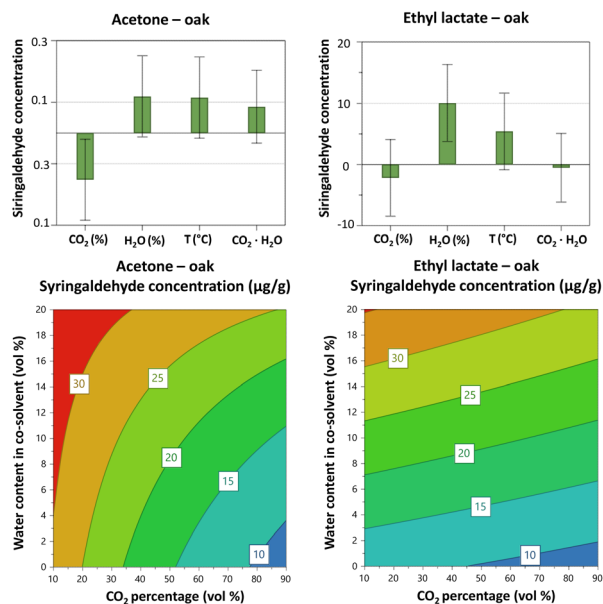 Acetone – oak
Siringaldehyde concentration
0.3
0.1
0.3
0.1
CO₂ (%) H₂O (%) T (°C) CO₂ · H₂O
Ethyl lactate – oak
Siringaldehyde concentration
20
10
0
-10
CO₂ (%) H₂O (%) T (°C) CO₂ · H₂O
Acetone – oak
Syringaldehyde concentration (µg/g)
Water content in co-solvent (vol %)
20
18
16
14
12
10
8
6
4
2
0
30
25
20
15
10
10 20 30 40 50 60 70 80 90
CO₂ percentage (vol %)
Ethyl lactate – oak
Syringaldehyde concentration (µg/g)
Water content in co-solvent (vol %)
20
18
16
14
12
10
8
6
4
2
0
30
25
20
15
10
10 20 30 40 50 60 70 80 90
CO₂ percentage (vol %)